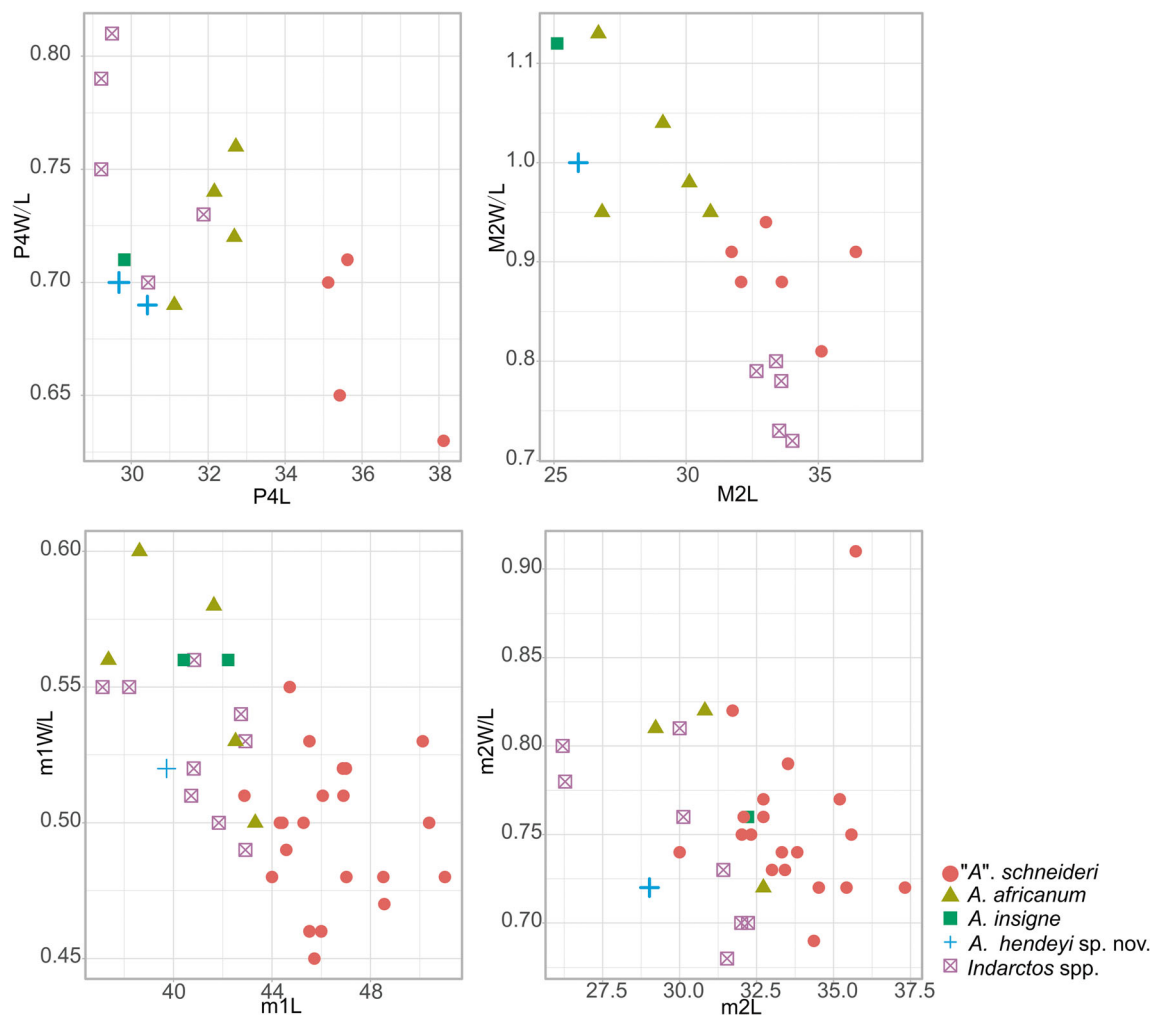 0.80
0.75
0.70
0.65
P4W/L
30
32
34
36
38
P4L
1.1
1.0
0.9
0.8
0.7
M2W/L
25
30
35
M2L
0.60
0.55
0.50
0.45
m1W/L
40
44
48
m1L
0.90
0.85
0.80
0.75
0.70
m2W/L
27.5
30.0
32.5
35.0
37.5
m2L
"A". schneideri
A. africanum
A. insigne
A. hendeyi sp. nov.
Indarctos spp.